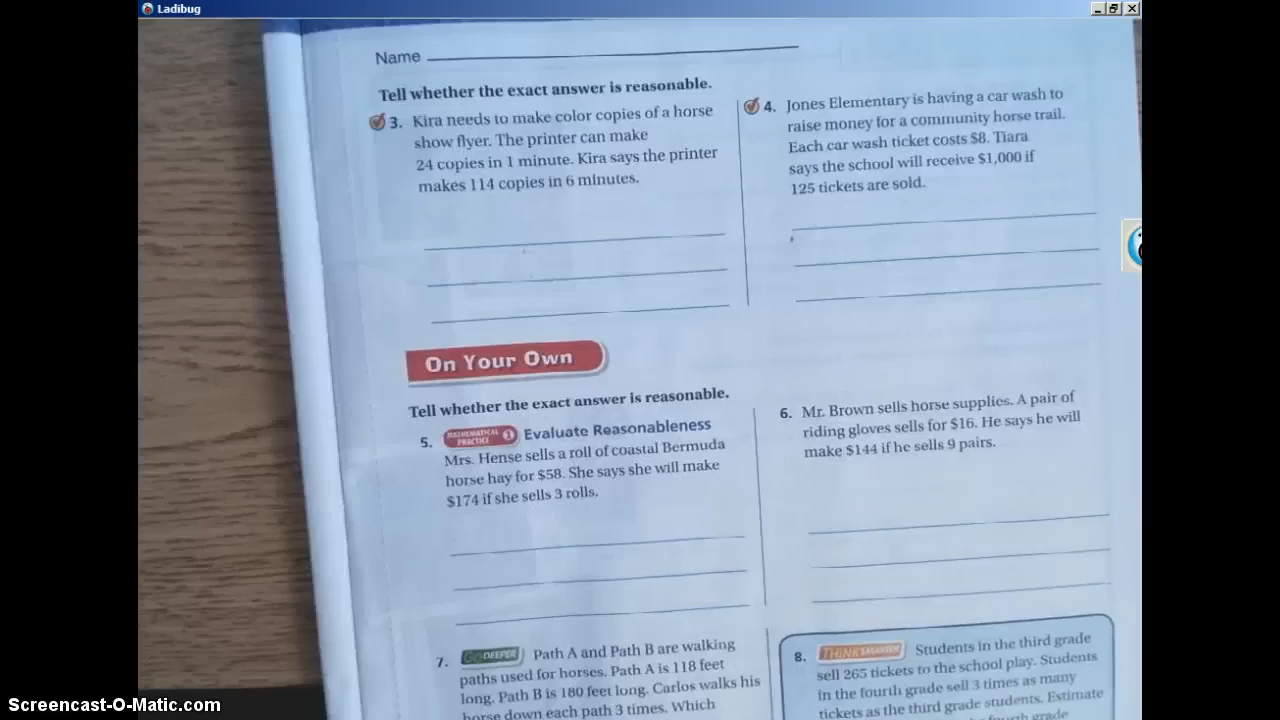 Ladibug
Name
Tell whether the exact answer is reasonable.
3. Kira needs to make color copies of a horse
show flyer. The printer can make
24 copies in 1 minute. Kira says the printer
makes 114 copies in 6 minutes.
4. Jones Elementary is having a car wash to
raise money for a community horse trail.
Each car wash ticket costs $8. Tiara
says the school will receive $1,000 if
125 tickets are sold.
On Your Own
Tell whether the exact answer is reasonable.
5. MATHEMATICAL PRACTICE 1 Evaluate Reasonableness
Mrs. Hense sells a roll of coastal Bermuda
horse hay for $58. She says she will make
$174 if she sells 3 rolls.
6. Mr. Brown sells horse supplies. A pair of
riding gloves sells for $16. He says he will
make $144 if he sells 9 pairs.
7. GO DEEPER Path A and Path B are walking
paths used for horses. Path A is 118 feet
long. Path B is 180 feet long. Carlos walks his
horse down each path 3 times. Which
8. THINK SMARTER Students in the third grade
sell 265 tickets to the school play. Students
in the fourth grade sell 3 times as many
tickets as the third grade students. Estimate
fourth grade
Screencast-O-Matic.com